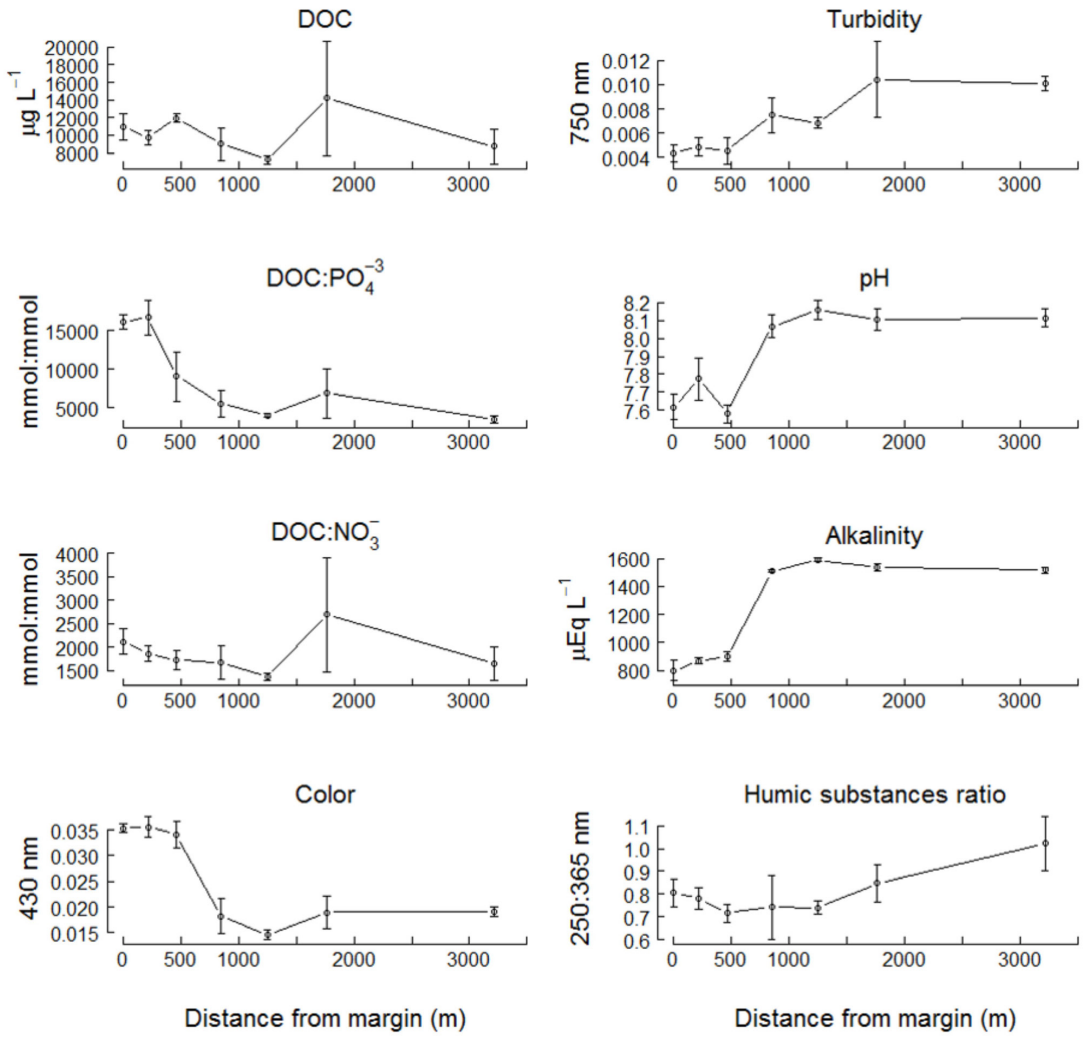 DOC
µg L⁻¹
20000
18000
16000
14000
12000
10000
8000
0 500 1000 2000 3000
Turbidity
750 nm
0.012
0.010
0.008
0.006
0.004
0 500 1000 2000 3000
DOC:PO₄⁻³
mmol:mmol
15000
10000
5000
0 500 1000 2000 3000
pH
8.2
8.1
8.0
7.9
7.8
7.7
7.6
0 500 1000 2000 3000
DOC:NO₃⁻
mmol:mmol
4000
3500
3000
2500
2000
1500
0 500 1000 2000 3000
Alkalinity
µEq L⁻¹
1600
1400
1200
1000
800
0 500 1000 2000 3000
Color
430 nm
0.035
0.030
0.025
0.020
0.015
0 500 1000 2000 3000
Distance from margin (m)
Humic substances ratio
250:365 nm
1.1
1.0
0.9
0.8
0.7
0.6
0 500 1000 2000 3000
Distance from margin (m)